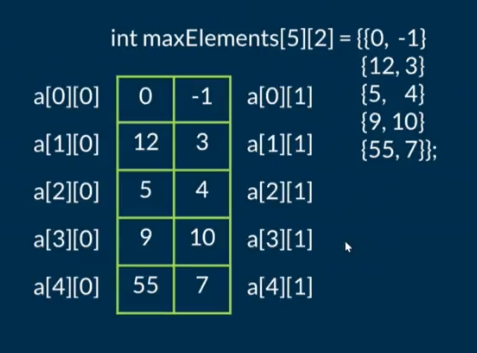 int maxElements[5][2] = {{0, -1}
{12, 3}
{5, 4}
{9, 10}
{55, 7}};
a[0][0] 0 -1 a[0][1]
a[1][0] 12 3 a[1][1]
a[2][0] 5 4 a[2][1]
a[3][0] 9 10 a[3][1]
a[4][0] 55 7 a[4][1]